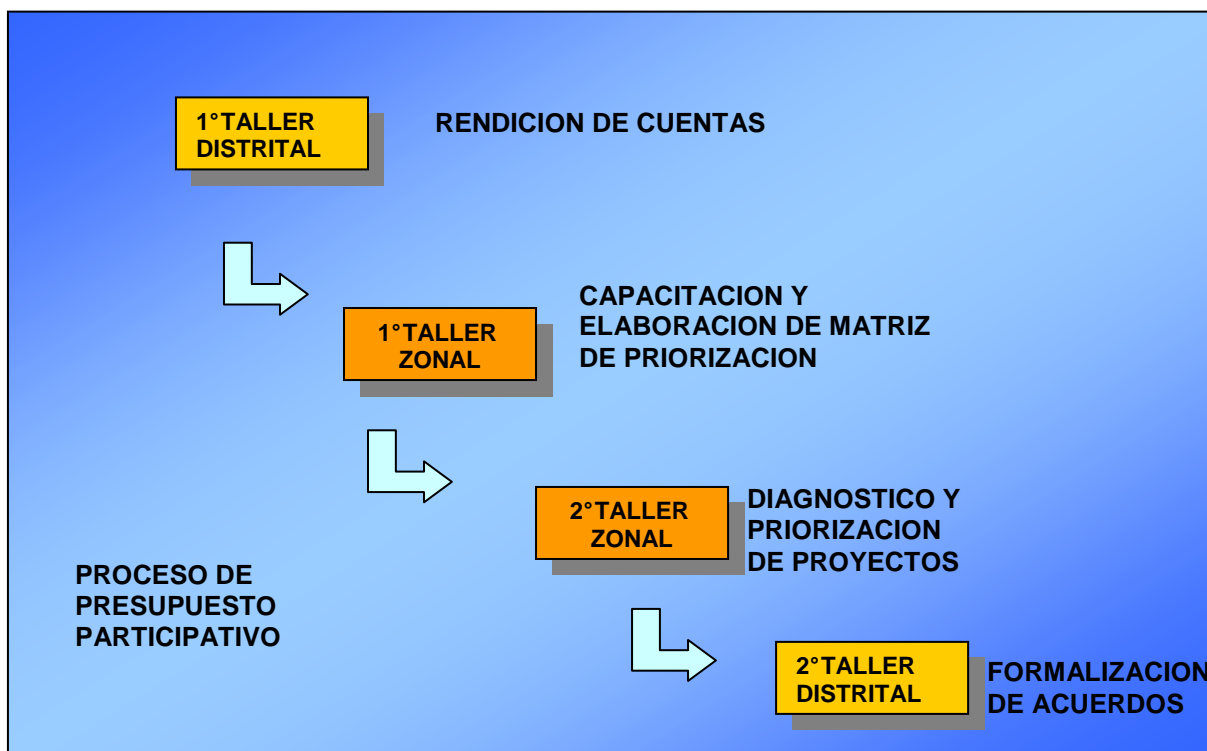 1°TALLER
DISTRITAL
RENDICION DE CUENTAS
1°TALLER
ZONAL
CAPACITACION Y
ELABORACION DE MATRIZ
DE PRIORIZACION
2°TALLER
ZONAL
DIAGNOSTICO Y
PRIORIZACION
DE PROYECTOS
PROCESO DE
PRESUPUESTO
PARTICIPATIVO
2°TALLER
DISTRITAL
FORMALIZACION
DE ACUERDOS